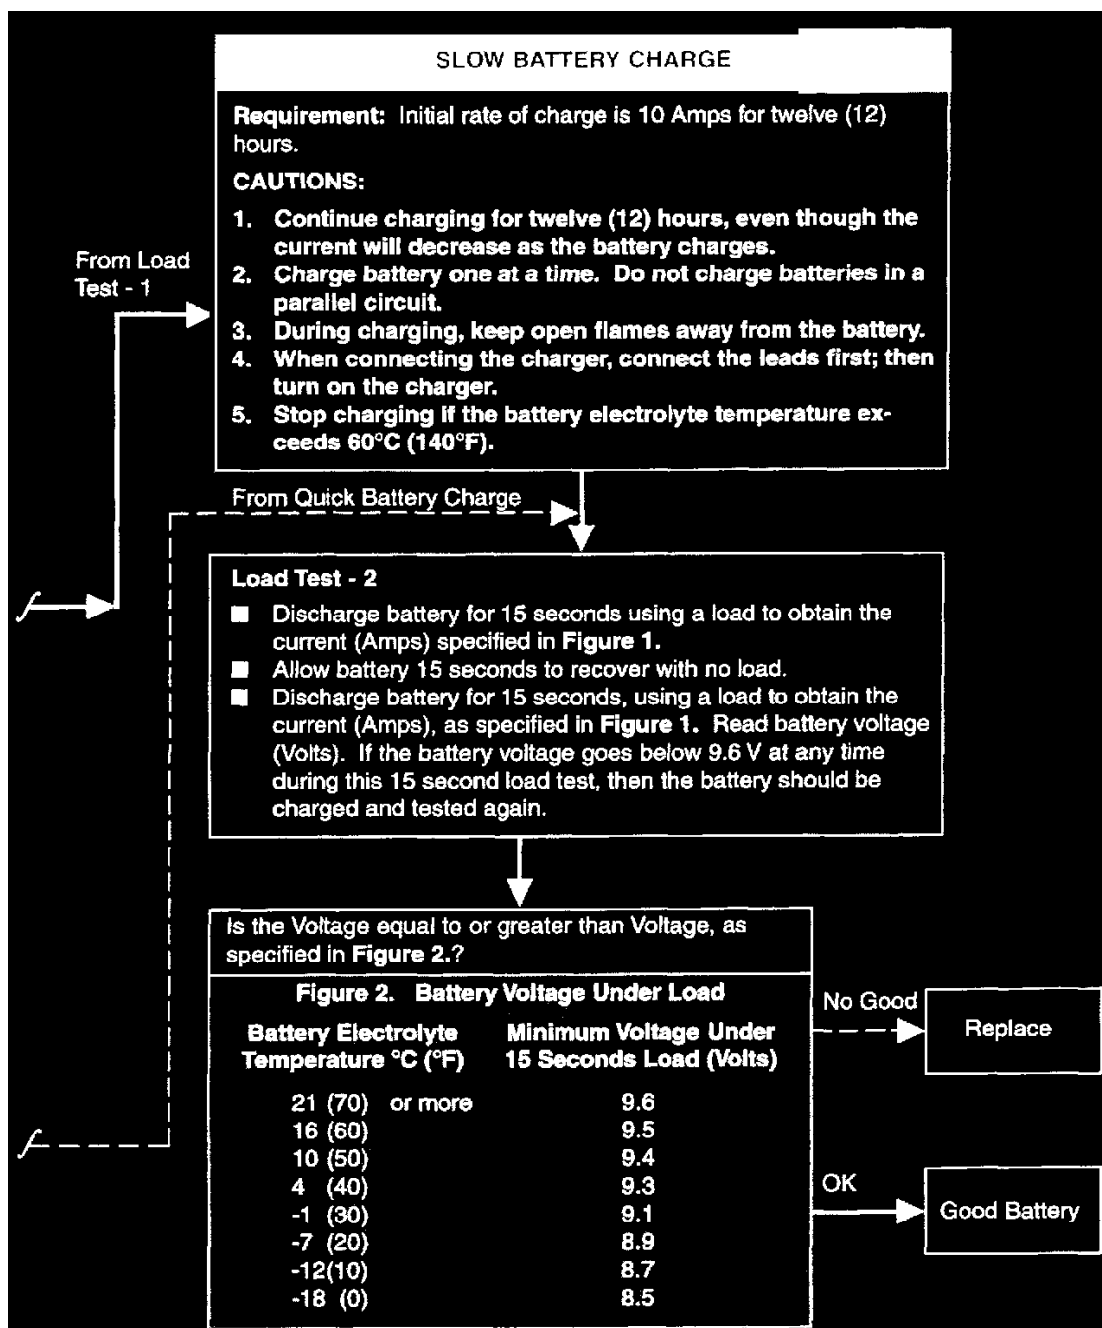 SLOW BATTERY CHARGE
Requirement: Initial rate of charge is 10 Amps for twelve (12)
hours.
CAUTIONS:
1. Continue charging for twelve (12) hours, even though the
current will decrease as the battery charges.
2. Charge battery one at a time. Do not charge batteries in a
parallel circuit.
3. During charging, keep open flames away from the battery.
4. When connecting the charger, connect the leads first; then
turn on the charger.
5. Stop charging if the battery electrolyte temperature ex-
ceeds 60°C (140°F).
From Load
Test - 1
From Quick Battery Charge
Load Test - 2
■ Discharge battery for 15 seconds using a load to obtain the
current (Amps) specified in Figure 1.
■ Allow battery 15 seconds to recover with no load.
■ Discharge battery for 15 seconds, using a load to obtain the
current (Amps), as specified in Figure 1. Read battery voltage
(Volts). If the battery voltage goes below 9.6 V at any time
during this 15 second load test, then the battery should be
charged and tested again.
Is the Voltage equal to or greater than Voltage, as
specified in Figure 2.?
Figure 2. Battery Voltage Under Load
Battery Electrolyte Minimum Voltage Under
Temperature °C (°F) 15 Seconds Load (Volts)
21 (70) or more 9.6
16 (60) 9.5
10 (50) 9.4
4 (40) 9.3
-1 (30) 9.1
-7 (20) 8.9
-12(10) 8.7
-18 (0) 8.5
No Good
Replace
OK
Good Battery